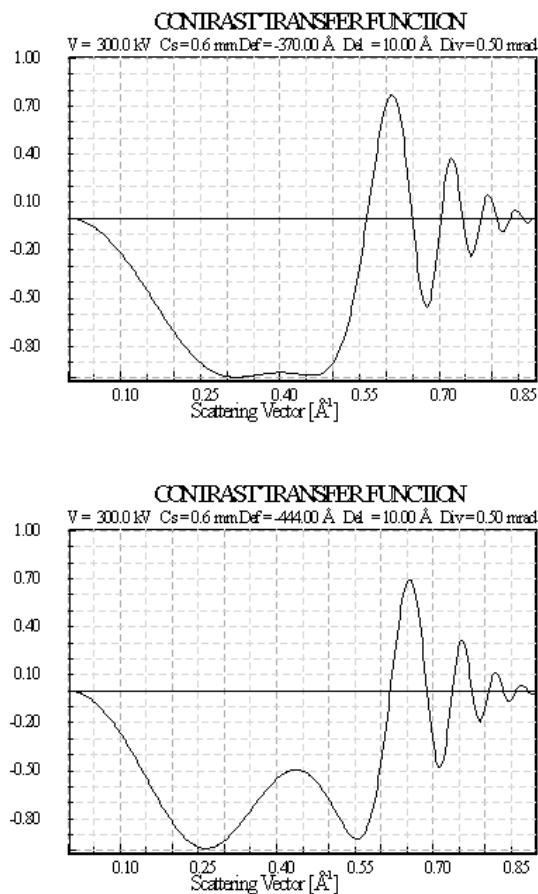 CONTRAST TRANSFER FUNCTION
V = 300.0 kV Cs = 0.6 mm Def = -370.00 Å Del = 10.00 Å Div = 0.50 mrad
1.00
0.70
0.40
0.10
-0.20
-0.50
-0.80
0.10 0.25 0.40 0.55 0.70 0.85
Scattering Vector [Å⁻¹]
CONTRAST TRANSFER FUNCTION
V = 300.0 kV Cs = 0.6 mm Def = -444.00 Å Del = 10.00 Å Div = 0.50 mrad
1.00
0.70
0.40
0.10
-0.20
-0.50
-0.80
0.10 0.25 0.40 0.55 0.70 0.85
Scattering Vector [Å⁻¹]